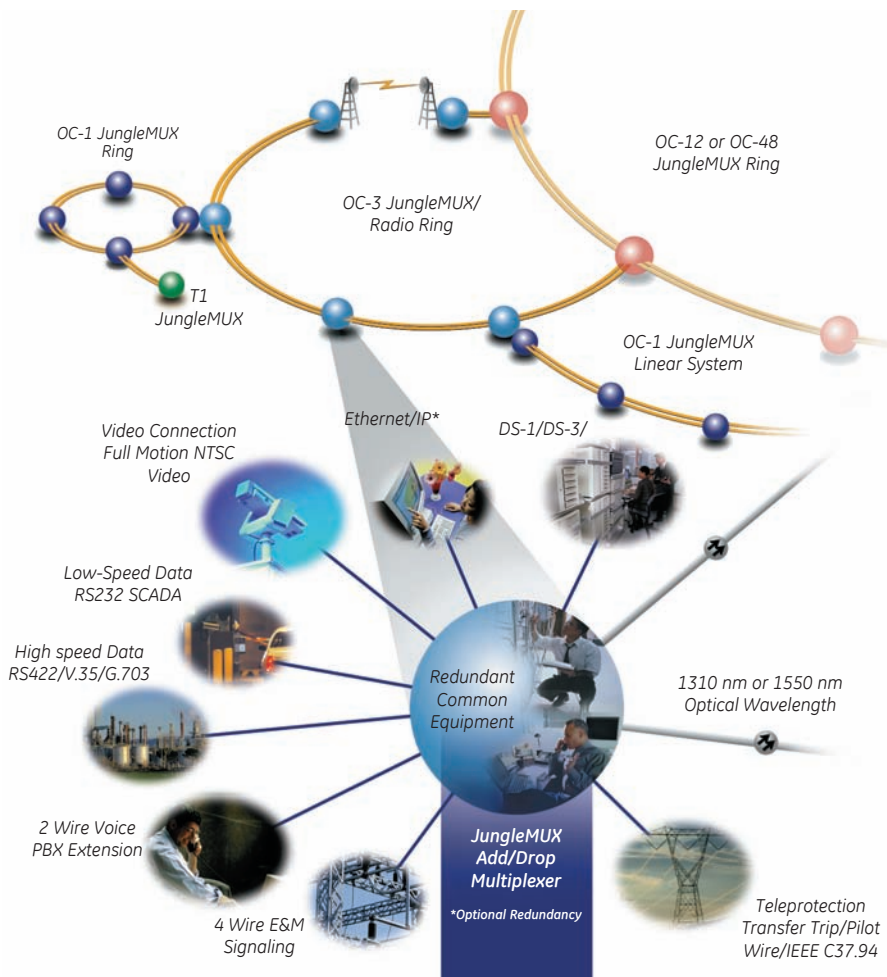 OC-1 JungleMUX
Ring
OC-12 or OC-48
JungleMUX Ring
OC-3 JungleMUX/
Radio Ring
T1
JungleMUX
OC-1 JungleMUX
Linear System
Ethernet/IP*
DS-1/DS-3/
Video Connection
Full Motion NTSC
Video
Low-Speed Data
RS232 SCADA
High speed Data
RS422/V.35/G.703
Redundant
Common
Equipment
1310 nm or 1550 nm
Optical Wavelength
2 Wire Voice
PBX Extension
JungleMUX
Add/Drop
Multiplexer
*Optional Redundancy
4 Wire E&M
Signaling
Teleprotection
Transfer Trip/Pilot
Wire/IEEE C37.94